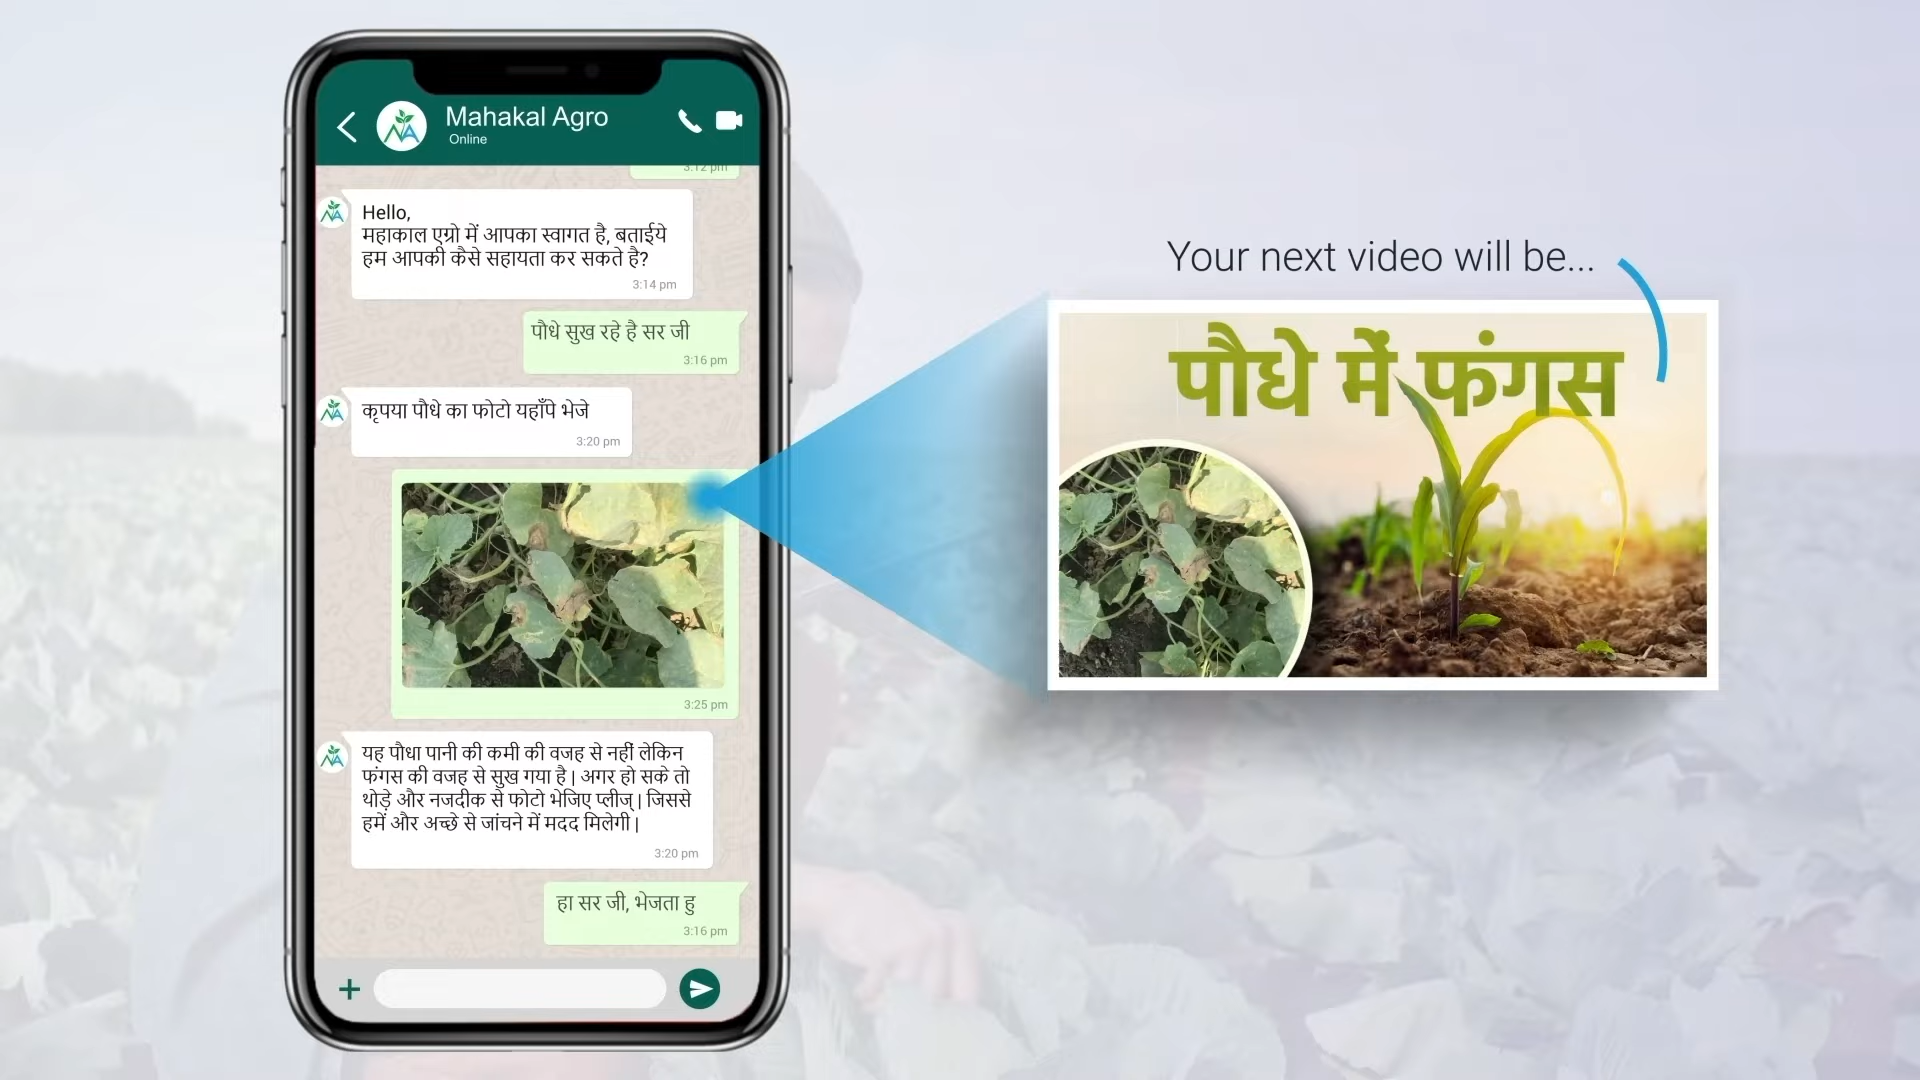 Mahakal Agro
Online
3:12 pm
Hello,
महाकाल एग्रो में आपका स्वागत है, बताईये
हम आपकी कैसे सहायता कर सकते है?
3:14 pm
पौधे सुख रहे है सर जी
3:16 pm
कृपया पौधे का फोटो यहाँपे भेजे
3:20 pm
3:25 pm
यह पौधा पानी की कमी की वजह से नहीं लेकिन
फंगस की वजह से सुख गया है | अगर हो सके तो
थोड़े और नजदीक से फोटो भेजिए प्लीज् | जिससे
हमें और अच्छे से जांचने में मदद मिलेगी |
3:20 pm
हा सर जी, भेजता हु
3:16 pm
Your next video will be...
पौधे में फंगस